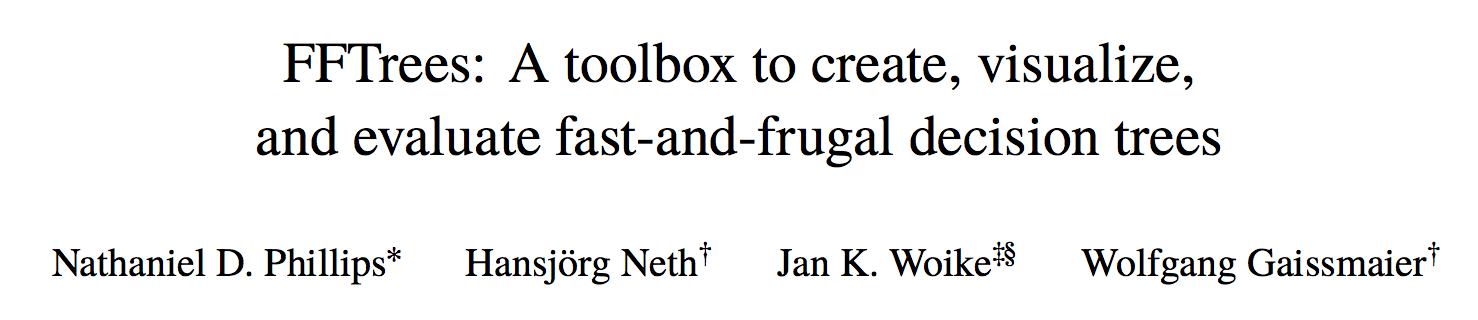 FFTrees: A toolbox to create, visualize,
and evaluate fast-and-frugal decision trees
Nathaniel D. Phillips* Hansjörg Neth† Jan K. Woike‡§ Wolfgang Gaissmaier†